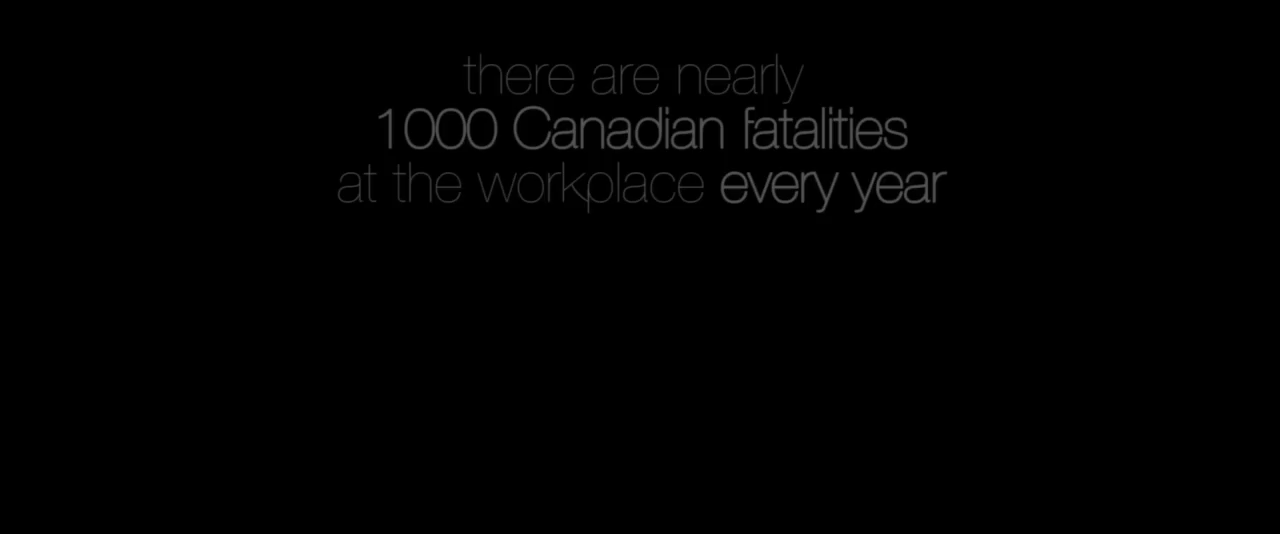 there are nearly
1000 Canadian fatalities
at the workplace every year